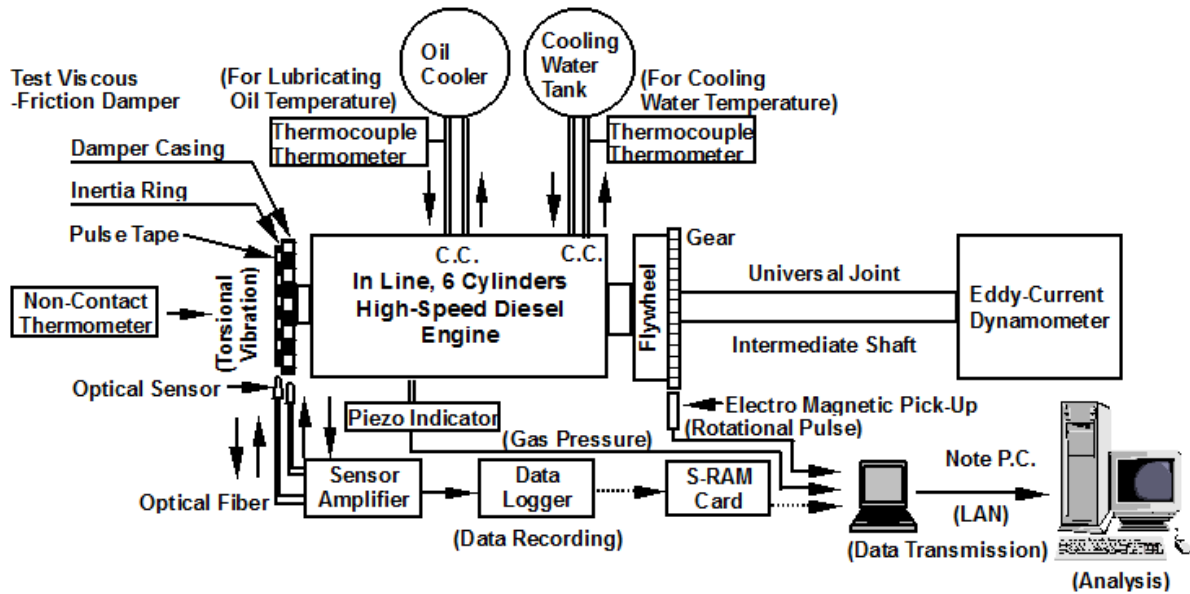 Test Viscous
-Friction Damper
Damper Casing
Inertia Ring
Pulse Tape
Non-Contact
Thermometer
(Torsional
Vibration)
Optical Sensor
Optical Fiber
(For Lubricating
Oil Temperature)
Thermocouple
Thermometer
Oil
Cooler
Cooling
Water
Tank
(For Cooling
Water Temperature)
Thermocouple
Thermometer
C.C.
C.C.
In Line, 6 Cylinders
High-Speed Diesel
Engine
Flywheel
Gear
Universal Joint
Intermediate Shaft
Eddy-Current
Dynamometer
Piezo Indicator
(Gas Pressure)
Electro Magnetic Pick-Up
(Rotational Pulse)
Sensor
Amplifier
Data
Logger
(Data Recording)
S-RAM
Card
Note P.C.
(LAN)
(Data Transmission)
(Analysis)